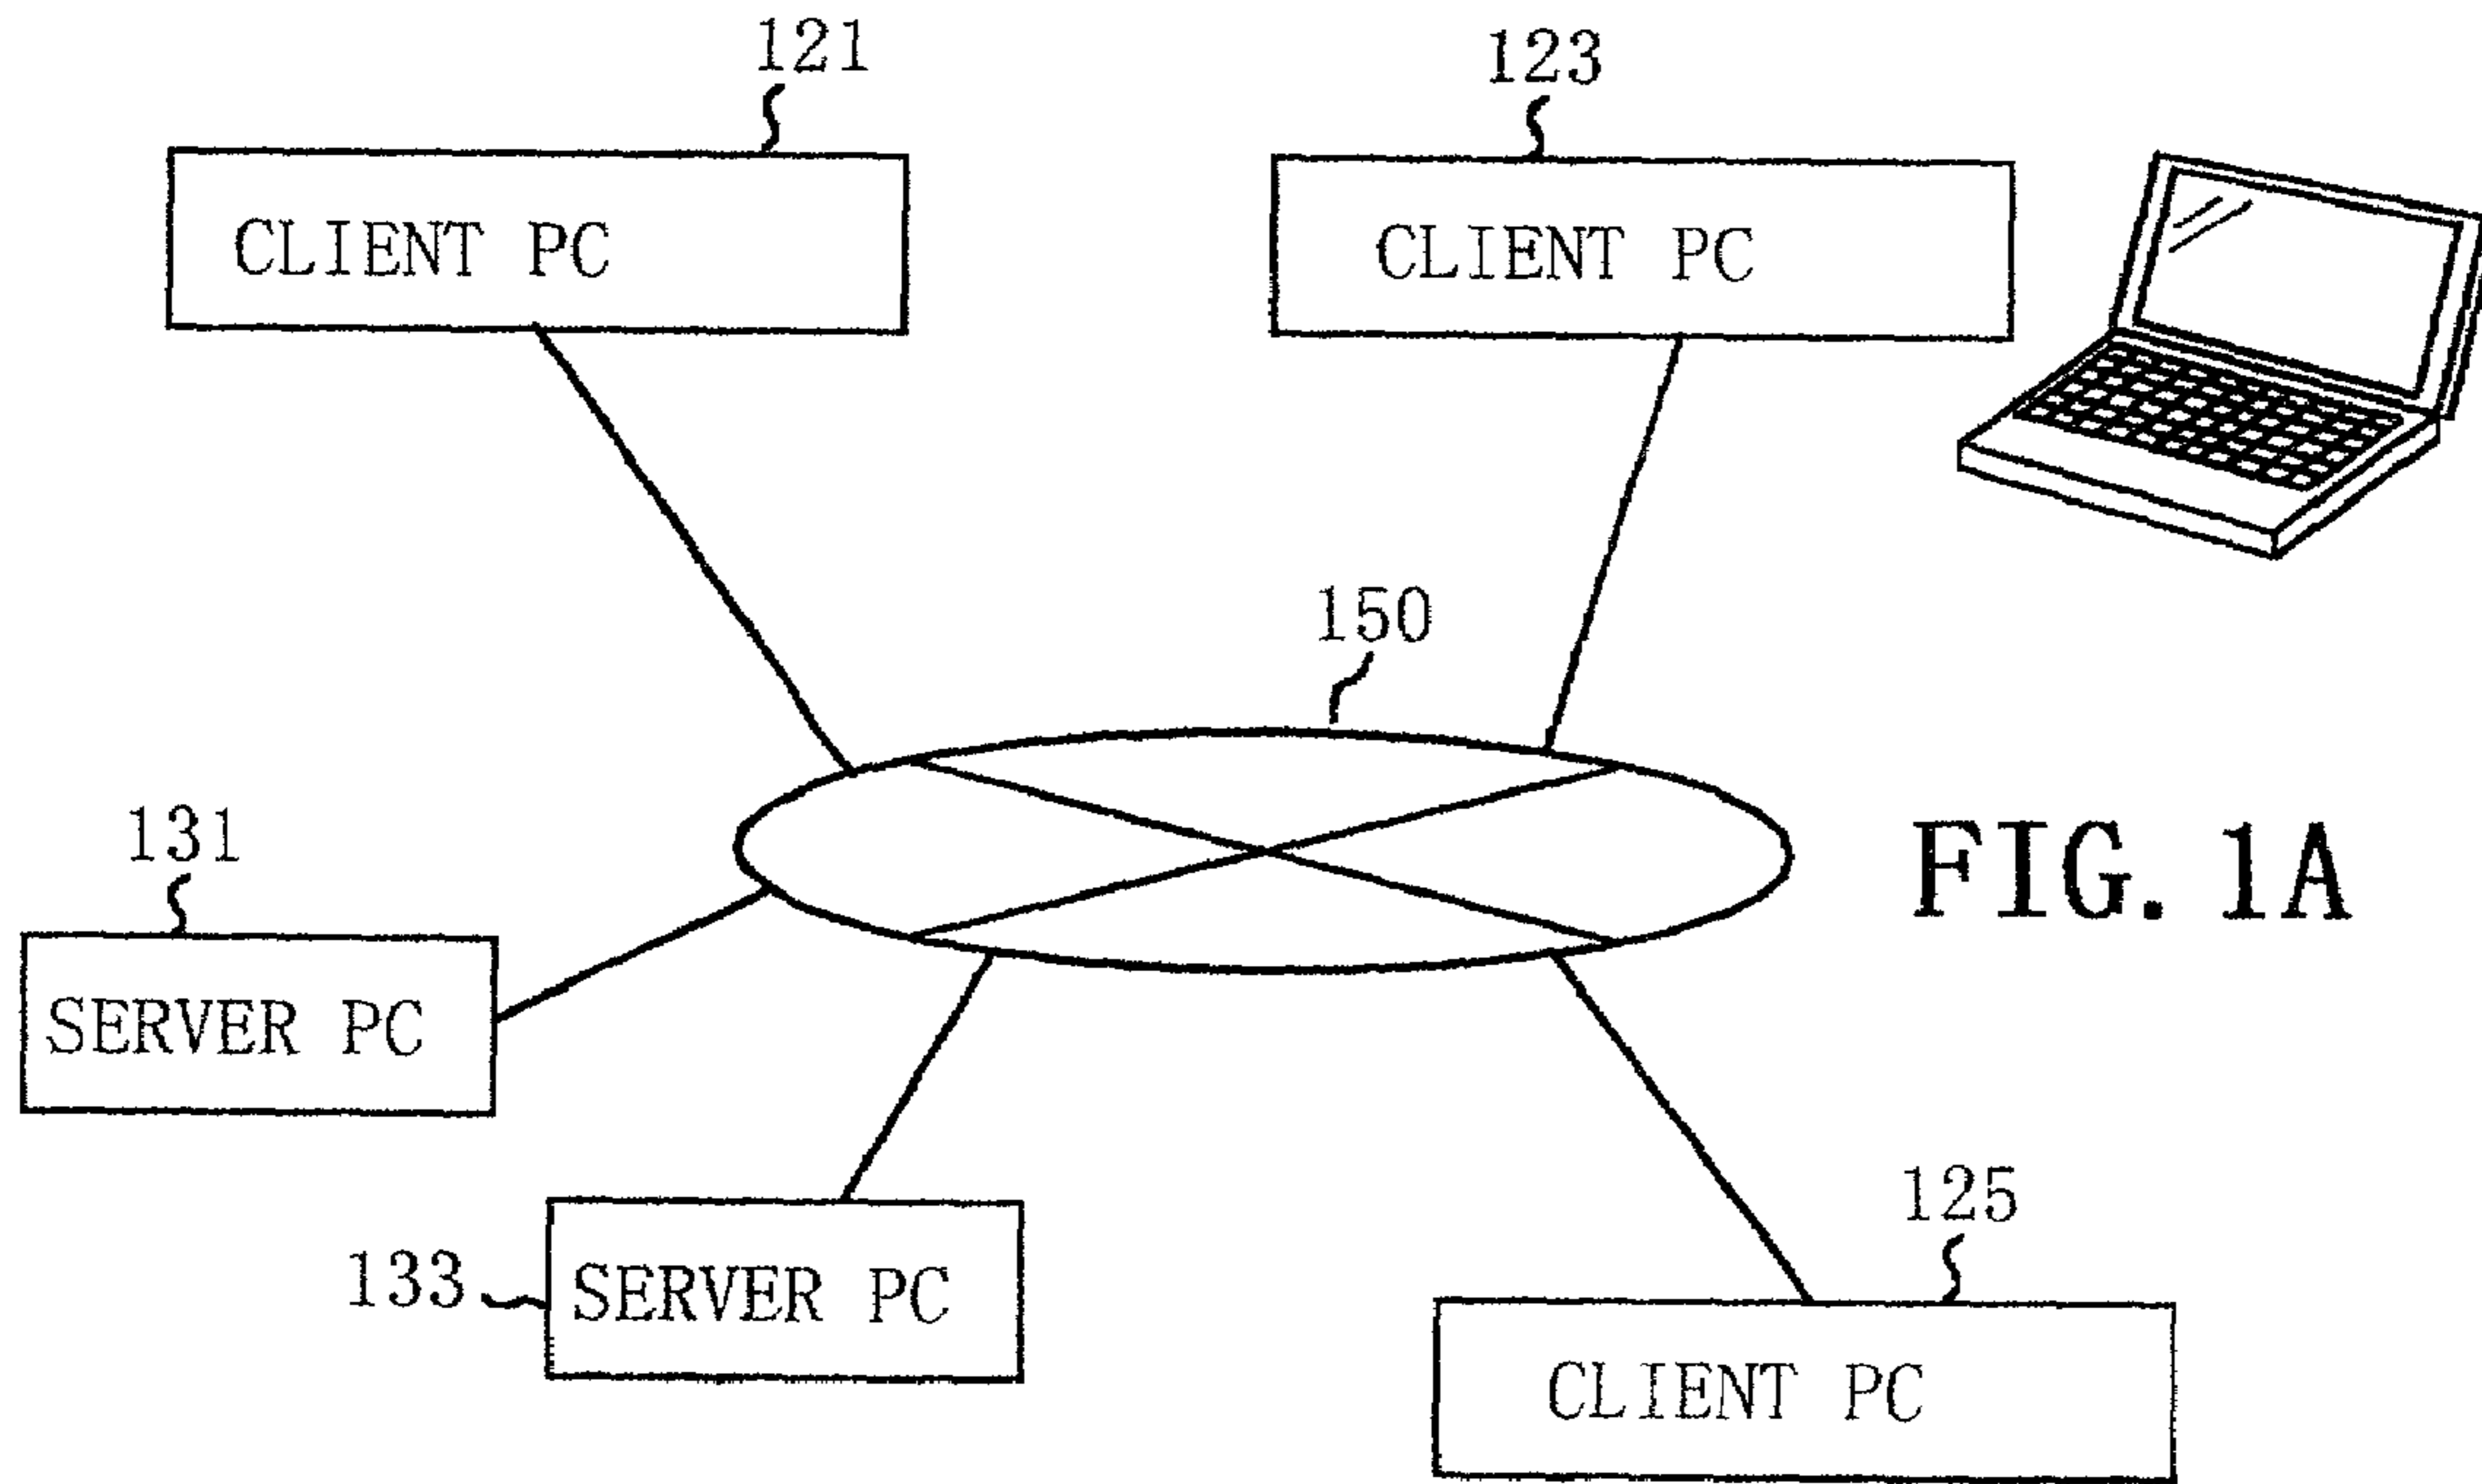 121
123
CLIENT PC
CLIENT PC
150
131
FIG. 1A
SERVER PC
125
133
SERVER PC
CLIENT PC